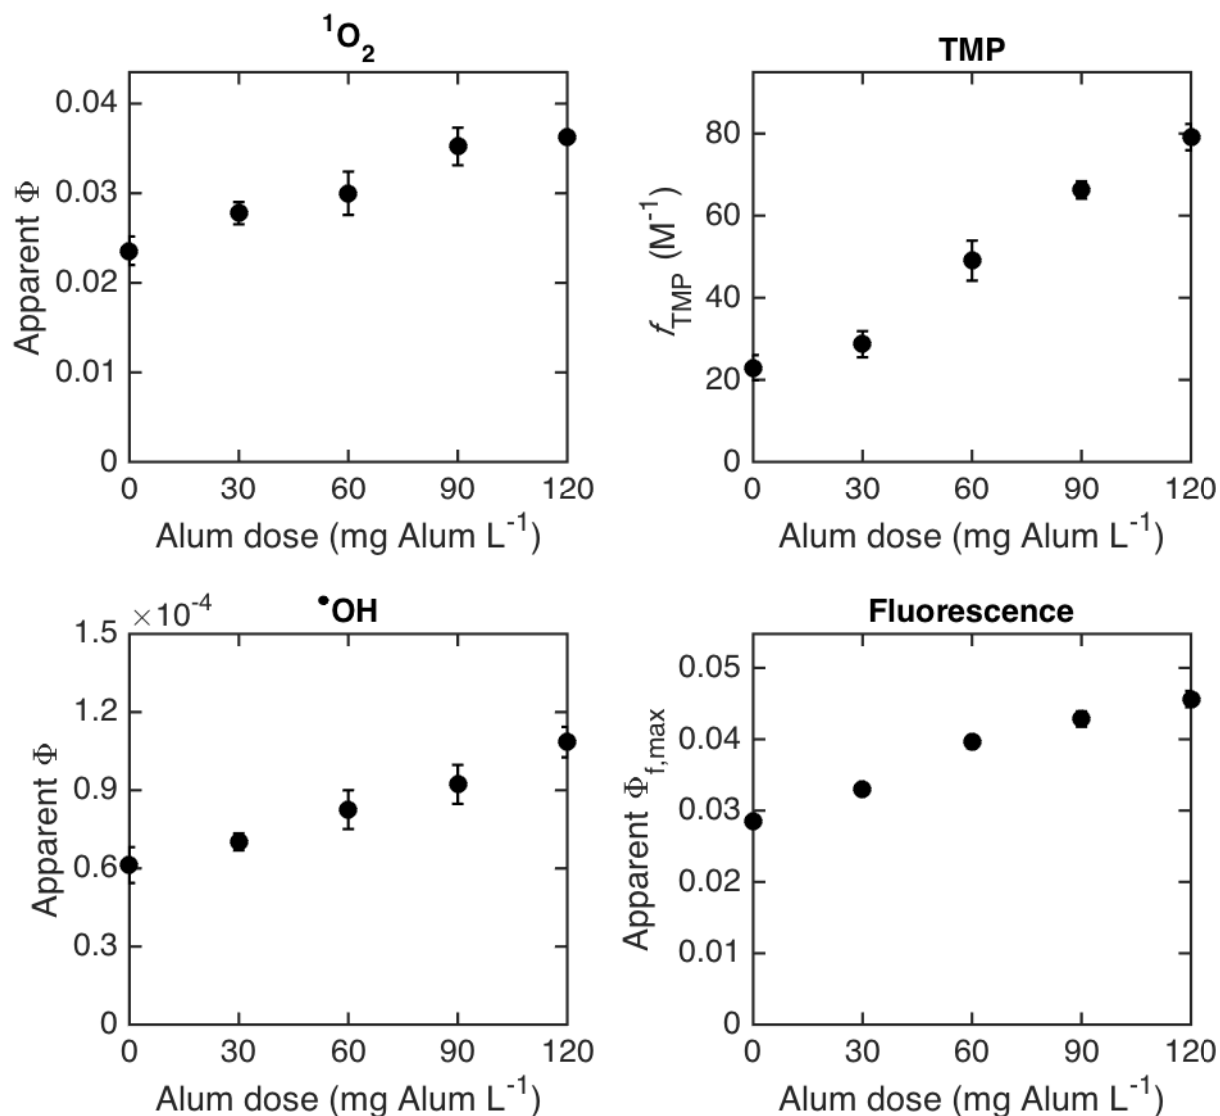 ¹O₂
0.04
0.03
0.02
0.01
0
Apparent Φ
0 30 60 90 120
Alum dose (mg Alum L⁻¹)
TMP
80
60
40
20
0
f_TMP (M⁻¹)
0 30 60 90 120
Alum dose (mg Alum L⁻¹)
•OH
×10⁻⁴
1.5
1.2
0.9
0.6
0.3
0
Apparent Φ
0 30 60 90 120
Alum dose (mg Alum L⁻¹)
Fluorescence
0.05
0.04
0.03
0.02
0.01
0
Apparent Φ_f,max
0 30 60 90 120
Alum dose (mg Alum L⁻¹)